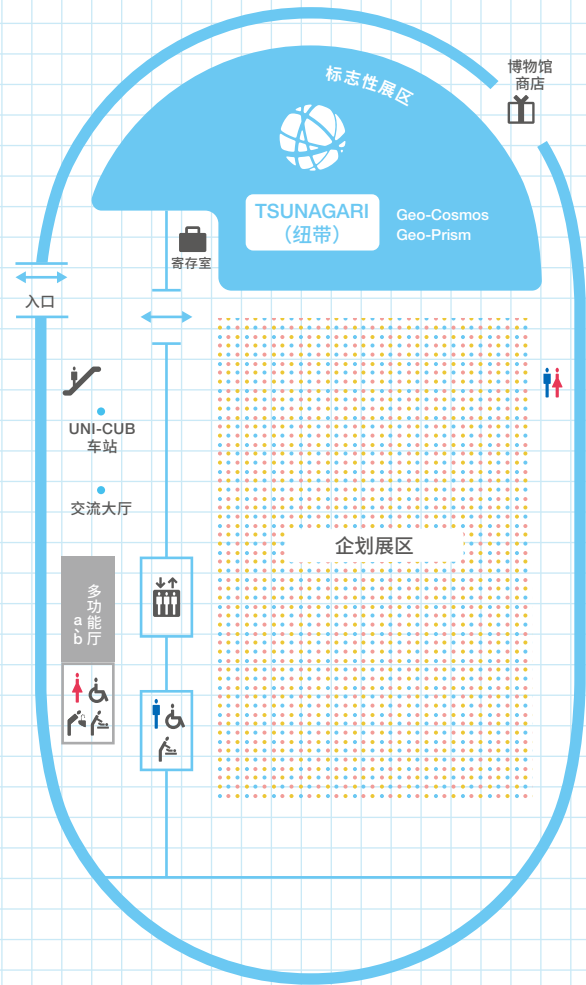 标志性展区
博物馆
商店
TSUNAGARI
（纽带）
Geo-Cosmos
Geo-Prism
寄存室
入口
UNI-CUB
车站
交流大厅
企划展区
多功能厅
a、b